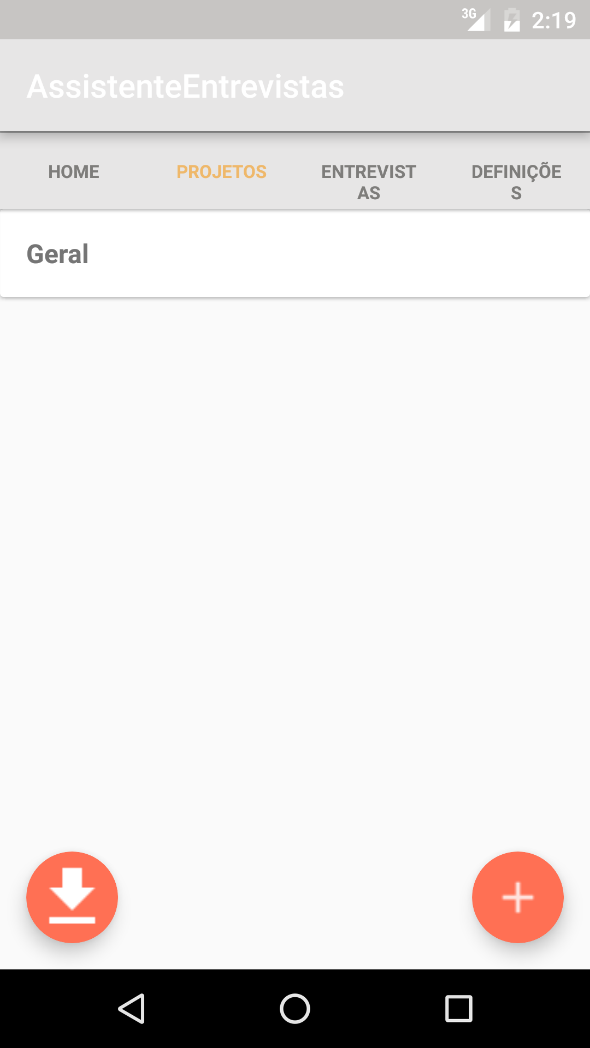 3G 2:19
AssistenteEntrevistas
HOME PROJETOS ENTREVIST DEFINIÇÕE
AS S
Geral